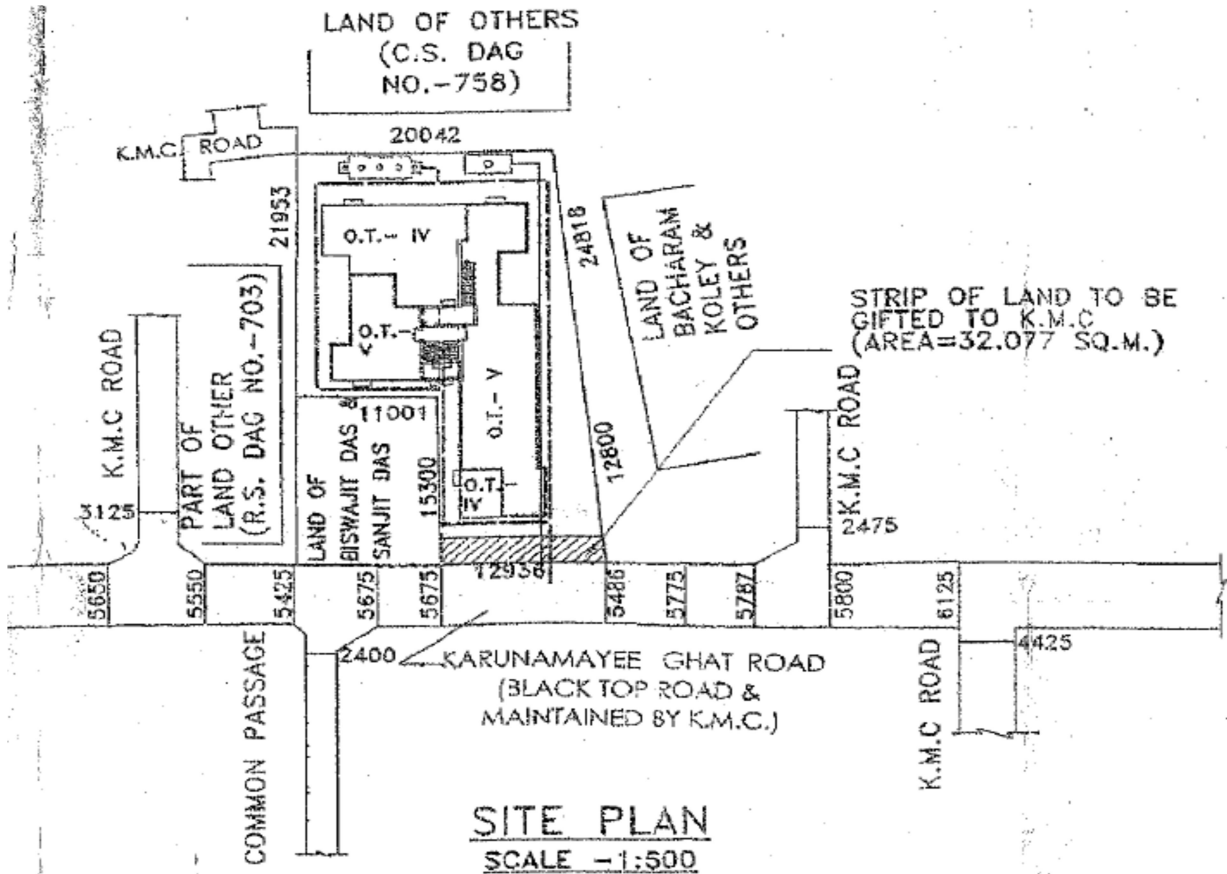 LAND OF OTHERS
(C.S. DAG
NO.-758)
K.M.C. ROAD
20042
21953
O.T.- IV
24818
LAND OF
BACHARAM
KOLEY &
OTHERS
STRIP OF LAND TO BE
GIFTED TO K.M.C
(AREA=32.077 SQ.M.)
K.M.C ROAD
PART OF
LAND OTHER
(R.S. DAG NO.-703)
O.T.-
V
O.T.- V
11001
LAND OF
BISWAJIT DAS &
SANJIT DAS
15300
O.T.-
IV
12800
K.M.C ROAD
3125
2475
12936
5650
5550
5425
5675
5675
5486
5775
5787
5800
6125
COMMON PASSAGE
2400
KARUNAMAYEE GHAT ROAD
(BLACK TOP ROAD &
MAINTAINED BY K.M.C.)
K.M.C ROAD
4425
SITE PLAN
SCALE -1:500